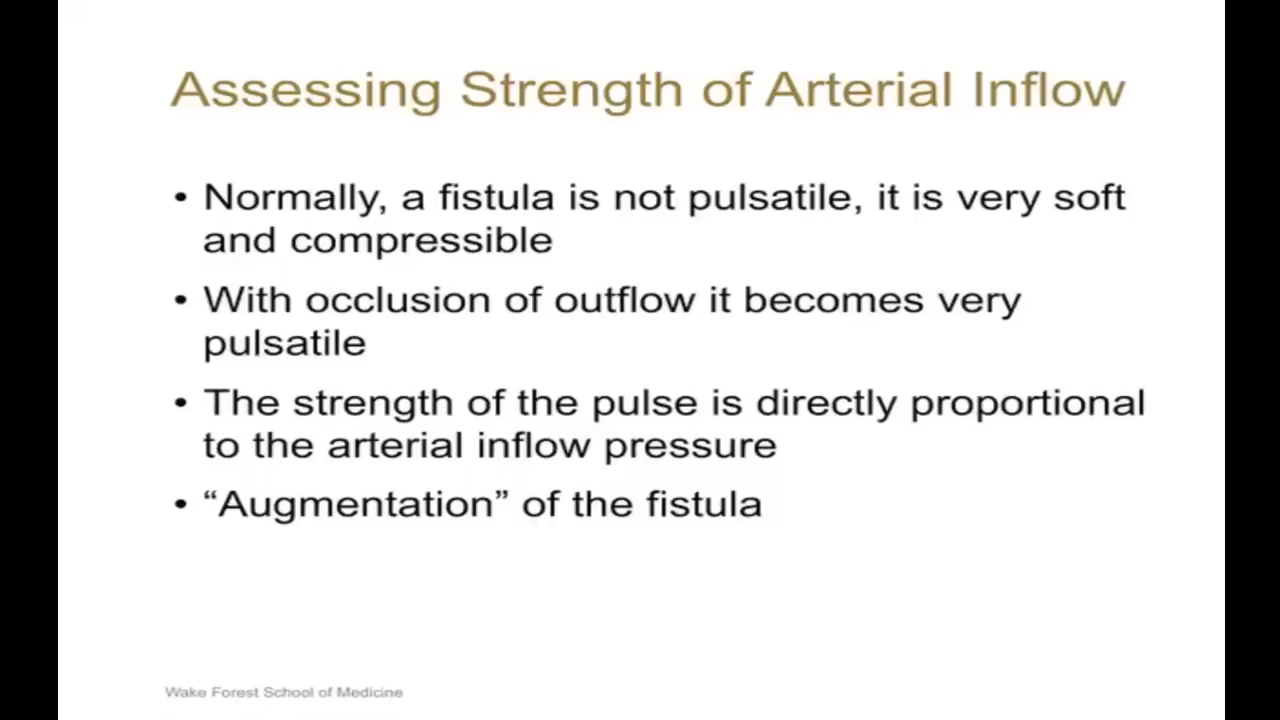 Assessing Strength of Arterial Inflow
• Normally, a fistula is not pulsatile, it is very soft
and compressible
• With occlusion of outflow it becomes very
pulsatile
• The strength of the pulse is directly proportional
to the arterial inflow pressure
• “Augmentation” of the fistula
Wake Forest School of Medicine